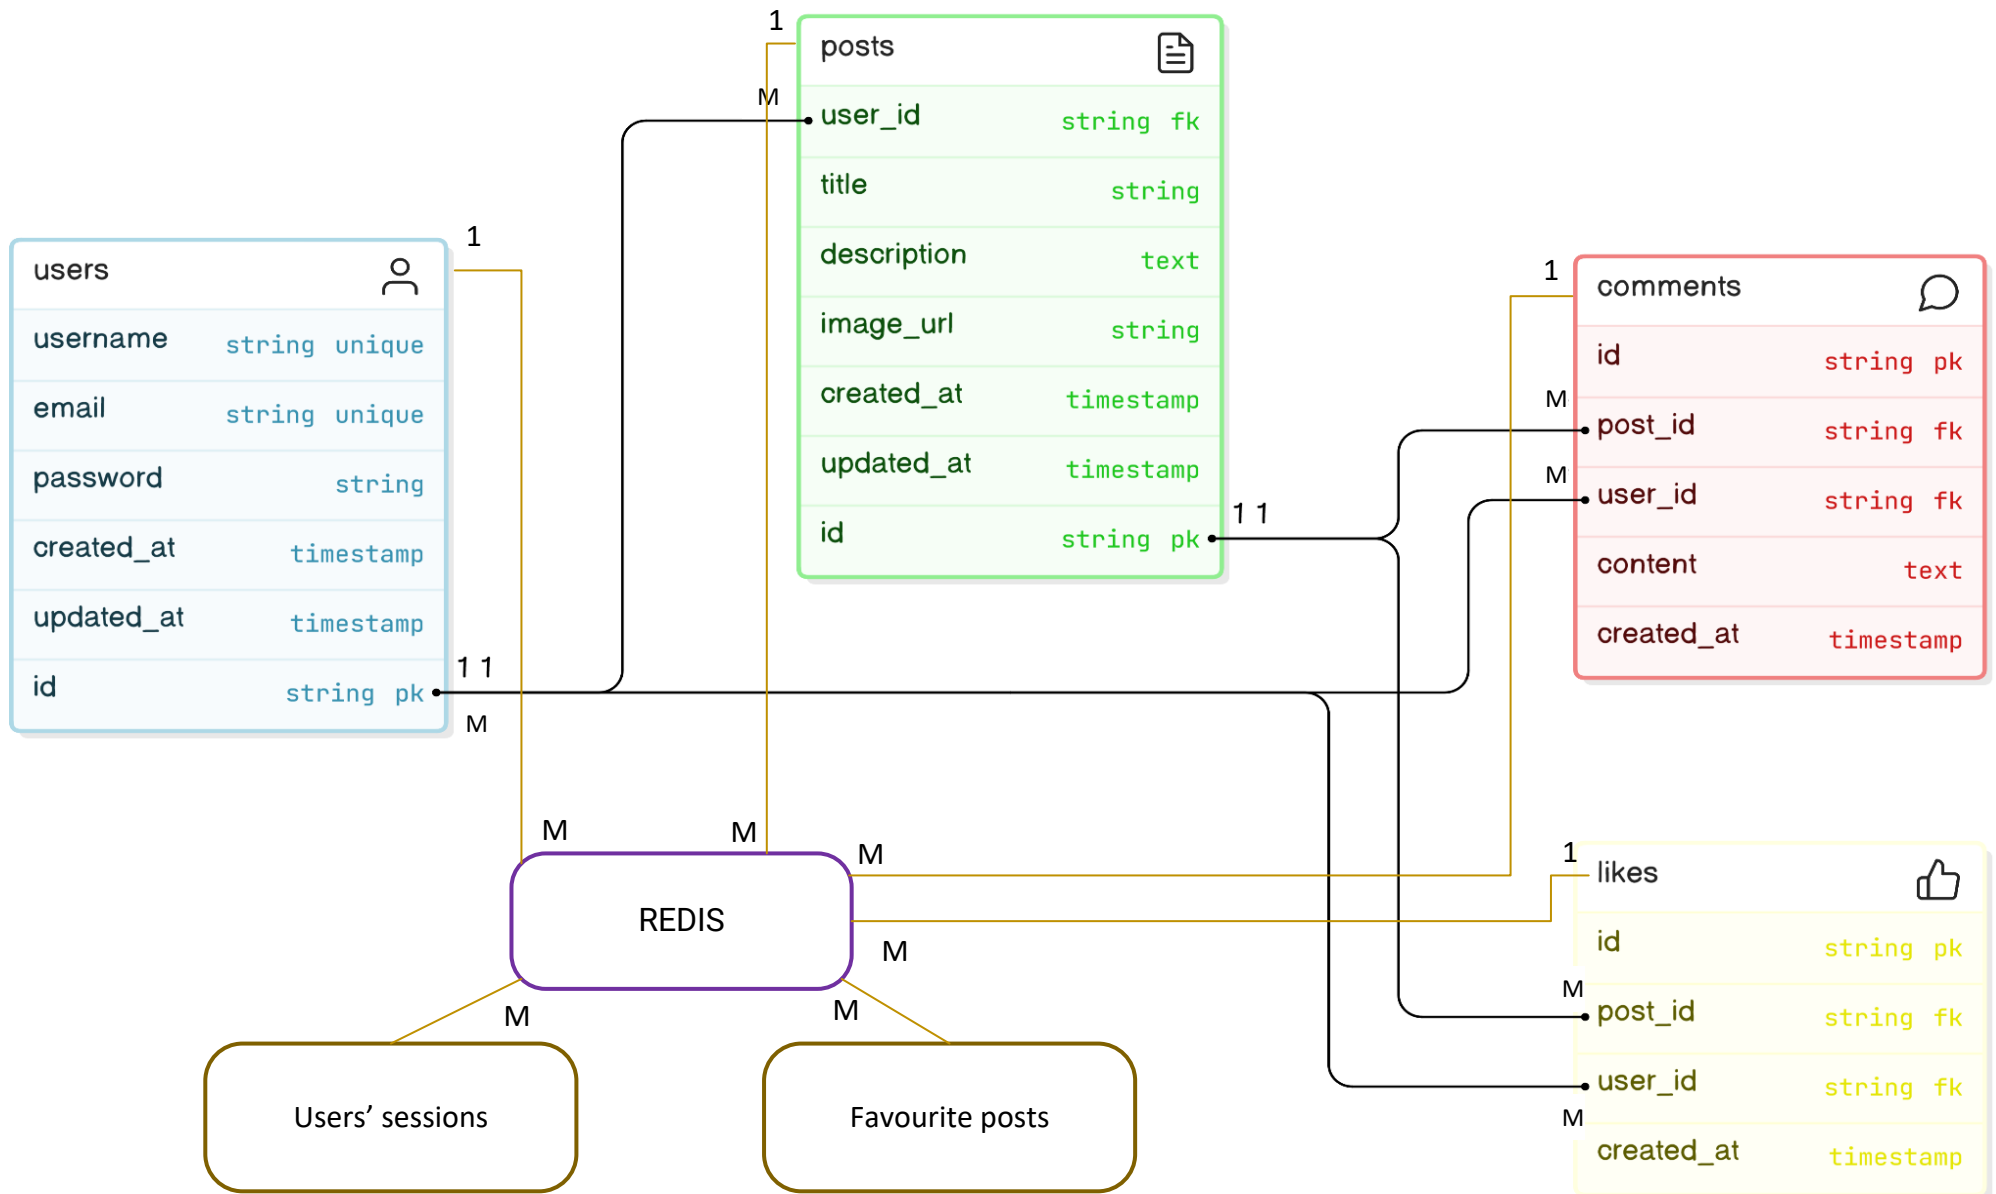 1
posts
M
user_id string fk
title string
description text
image_url string
created_at timestamp
updated_at timestamp
1 1
id string pk
1
users
username string unique
email string unique
password string
created_at timestamp
updated_at timestamp
1 1
id string pk
M
1
comments
id string pk
M
post_id string fk
M
user_id string fk
content text
created_at timestamp
M
M
M
REDIS
M
M
M
Users’ sessions
Favourite posts
1
likes
id string pk
M
post_id string fk
user_id string fk
M
created_at timestamp